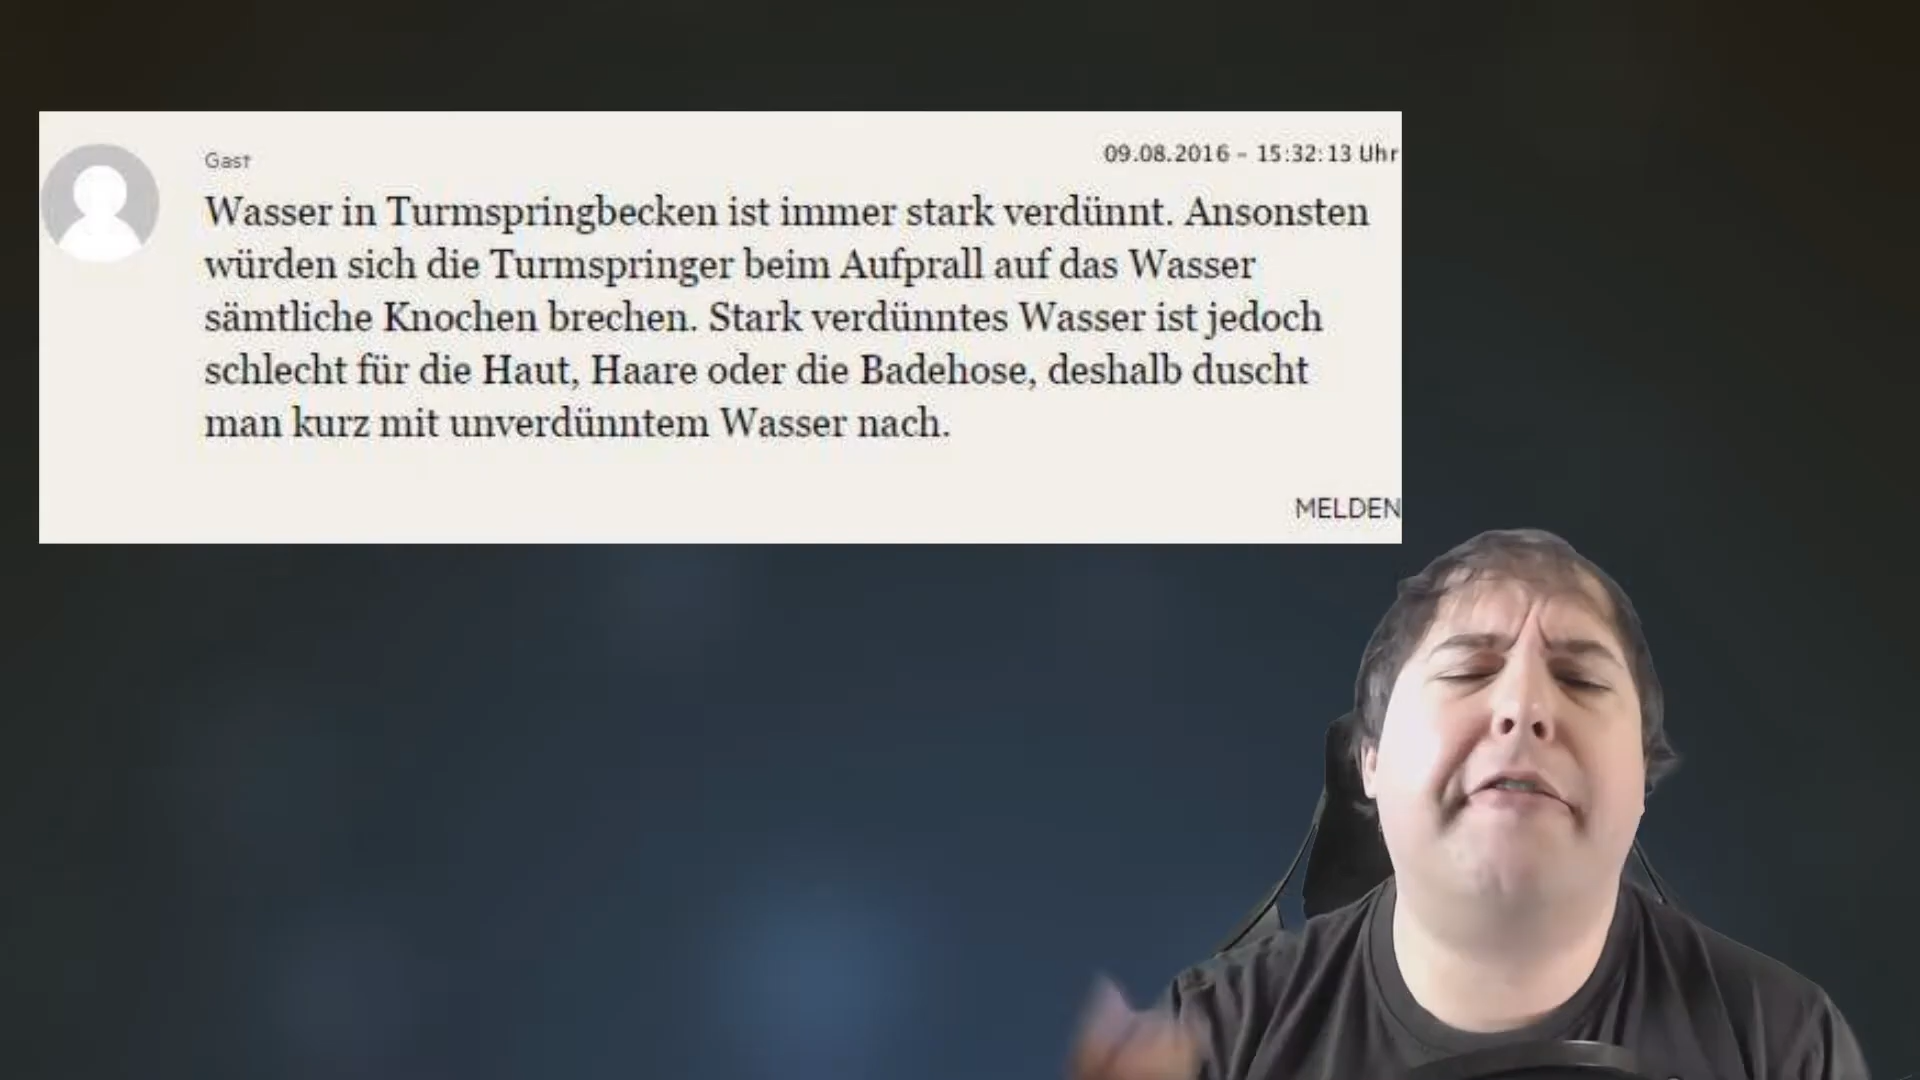 Gast
09.08.2016 - 15:32:13 Uhr
Wasser in Turmspringbecken ist immer stark verdünnt. Ansonsten
würden sich die Turmspringer beim Aufprall auf das Wasser
sämtliche Knochen brechen. Stark verdünntes Wasser ist jedoch
schlecht für die Haut, Haare oder die Badehose, deshalb duscht
man kurz mit unverdünntem Wasser nach.
MELDEN